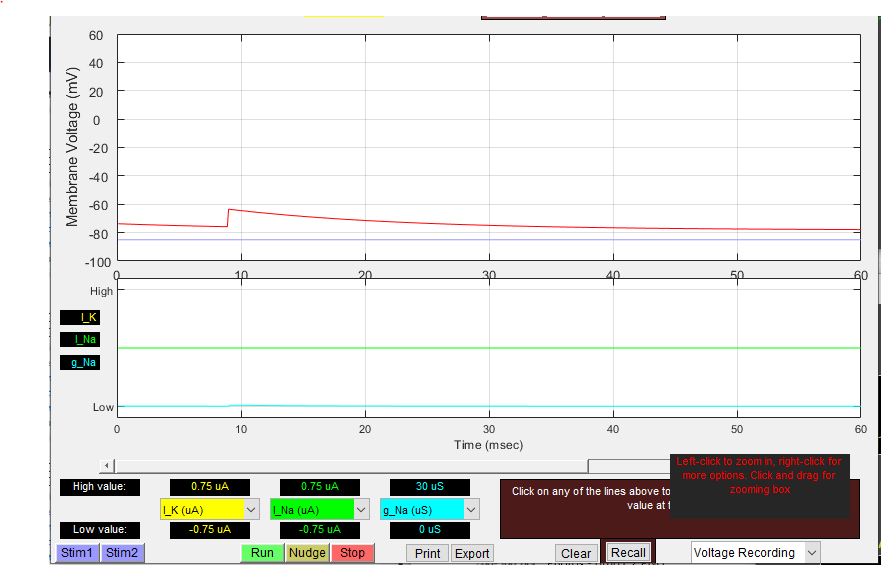 60
40
20
0
-20
-40
-60
-80
-100
Membrane Voltage (mV)
0 10 20 30 40 50 60
High
I_K
I_Na
g_Na
Low
0 10 20 30 40 50 60
Time (msec)
Left-click to zoom in, right-click for
more options. Click and drag for
zooming box
High value: 0.75 uA 0.75 uA 30 uS
Click on any of the lines above to
value at
I_K (uA) I_Na (uA) g_Na (uS)
Low value: -0.75 uA -0.75 uA 0 uS
Stim1 Stim2 Run Nudge Stop Print Export Clear Recall Voltage Recording